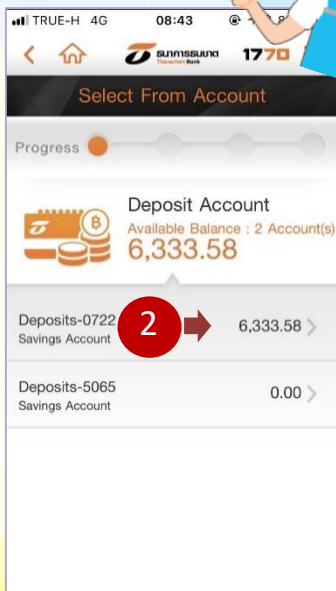 TRUE-H 4G 08:43
ธนาคารธนชาต 1770
Thanachart Bank
Select From Account
Progress
Deposit Account
Available Balance : 2 Account(s)
6,333.58
Deposits-0722 2 6,333.58
Savings Account
Deposits-5065 0.00
Savings Account